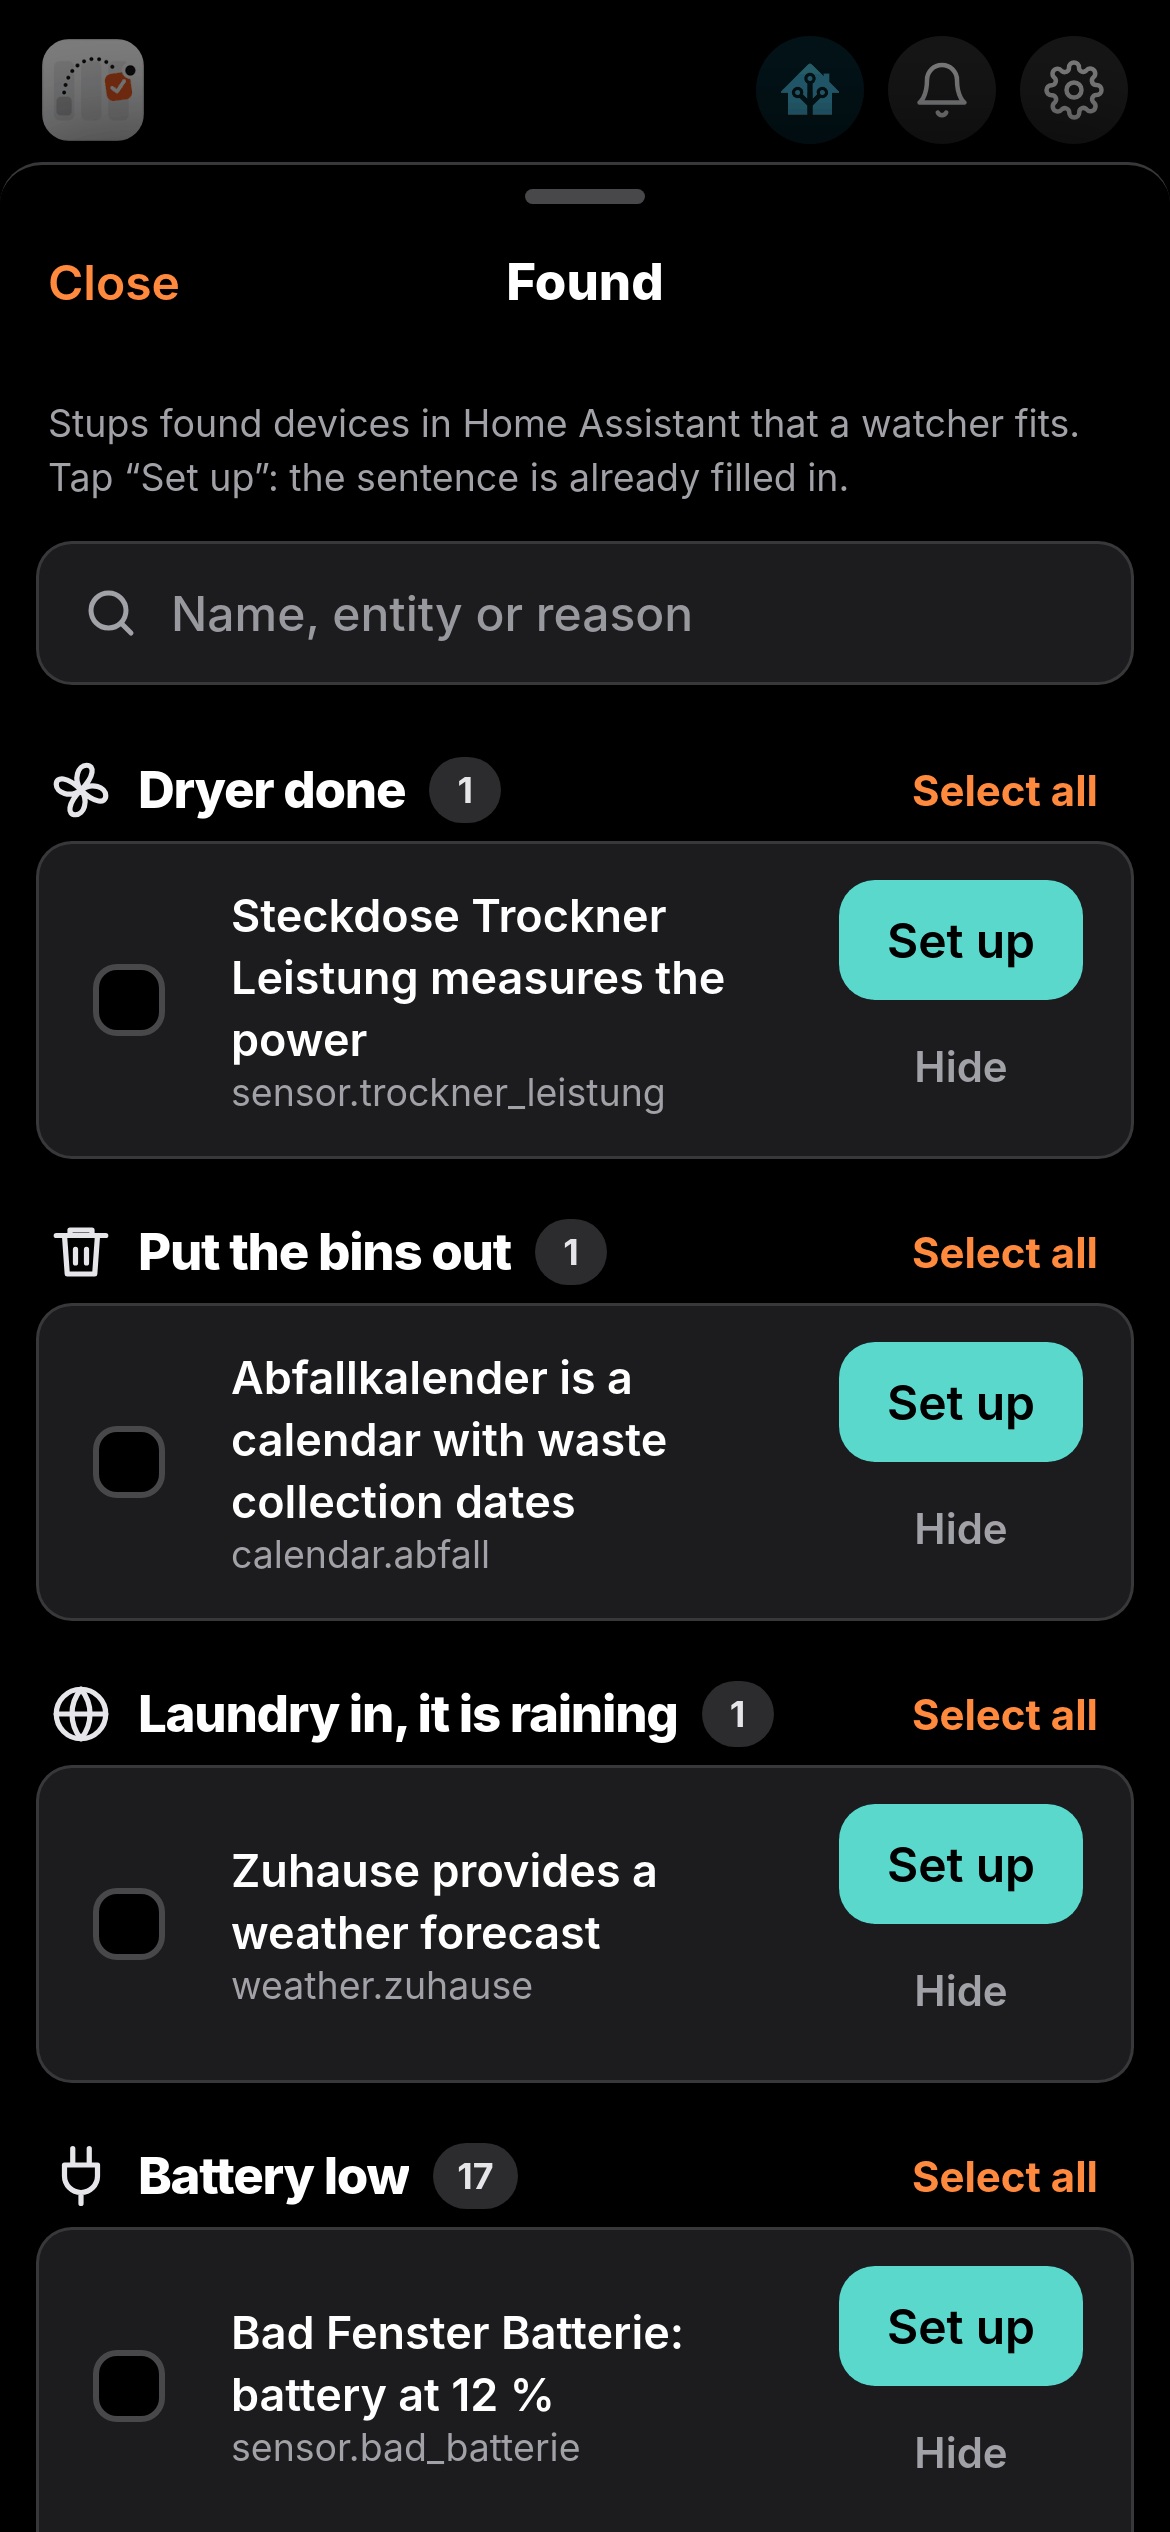 Close
Found
Stups found devices in Home Assistant that a watcher fits.
Tap “Set up”: the sentence is already filled in.
Name, entity or reason
Dryer done 1 Select all
Steckdose Trockner
Leistung measures the
power
sensor.trockner_leistung
Set up
Hide
Put the bins out 1 Select all
Abfallkalender is a
calendar with waste
collection dates
calendar.abfall
Set up
Hide
Laundry in, it is raining 1 Select all
Zuhause provides a
weather forecast
weather.zuhause
Set up
Hide
Battery low 17 Select all
Bad Fenster Batterie:
battery at 12 %
sensor.bad_batterie
Set up
Hide